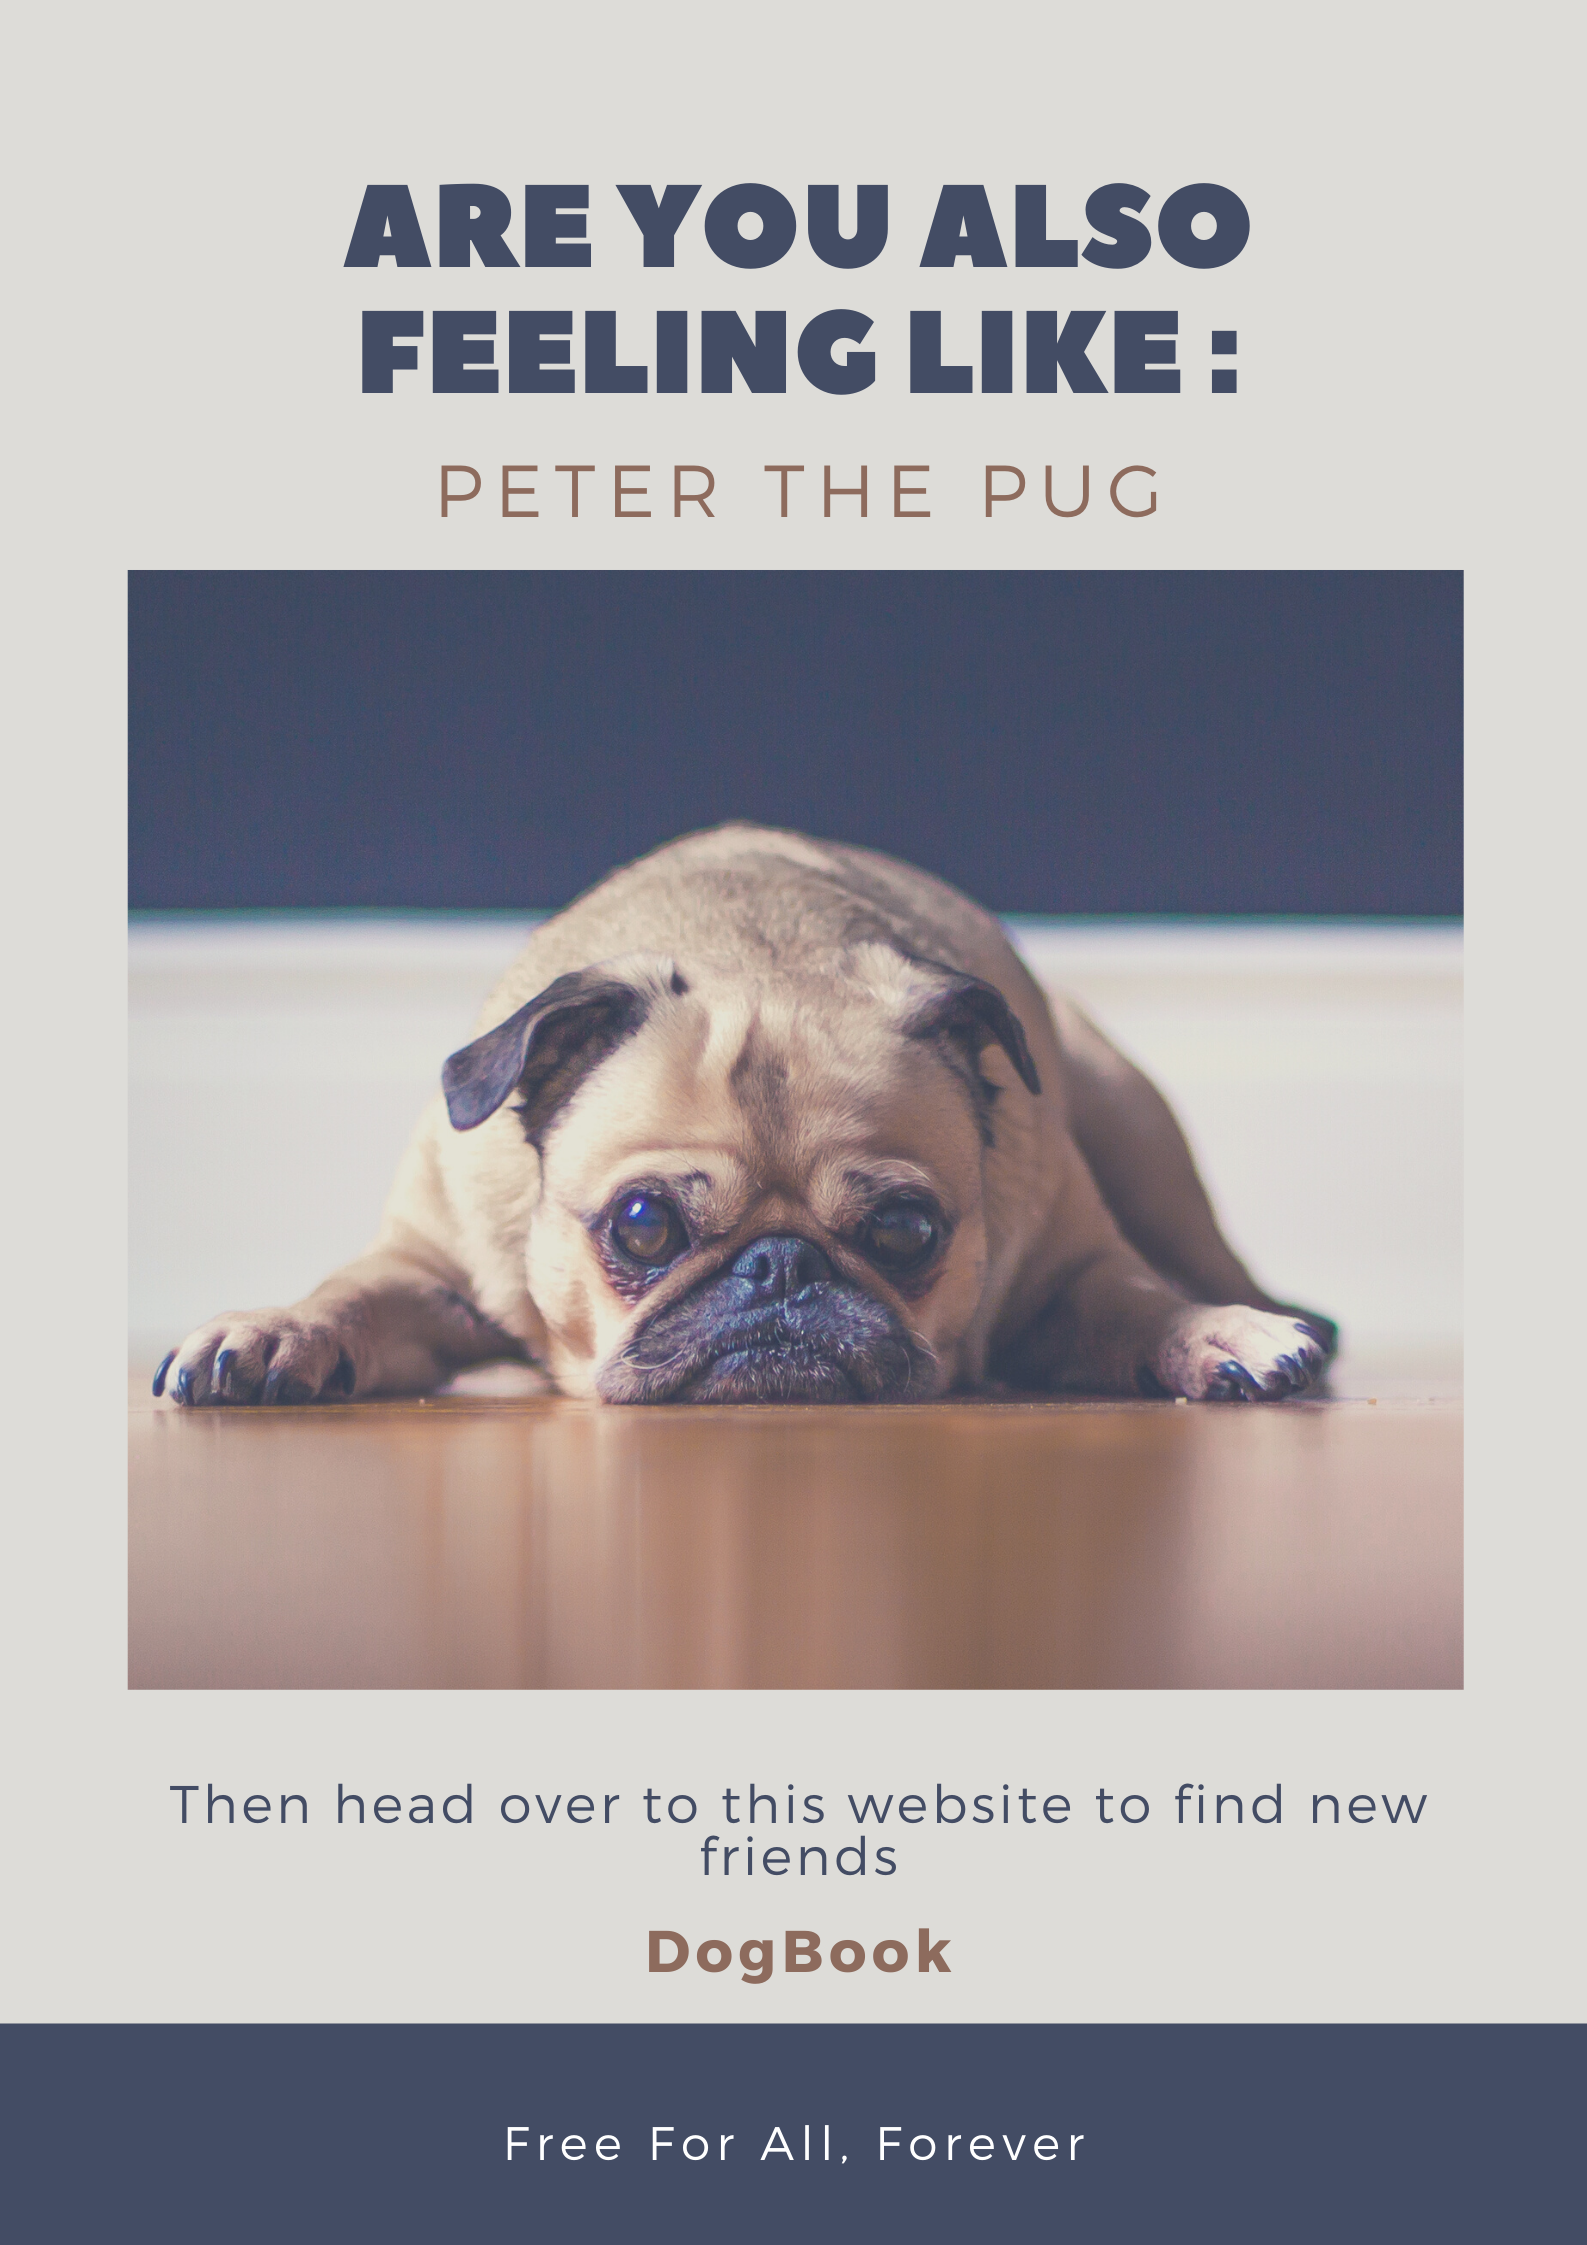 ARE YOU ALSO
FEELING LIKE :
PETER THE PUG
Then head over to this website to find new
friends
DogBook
Free For All, Forever